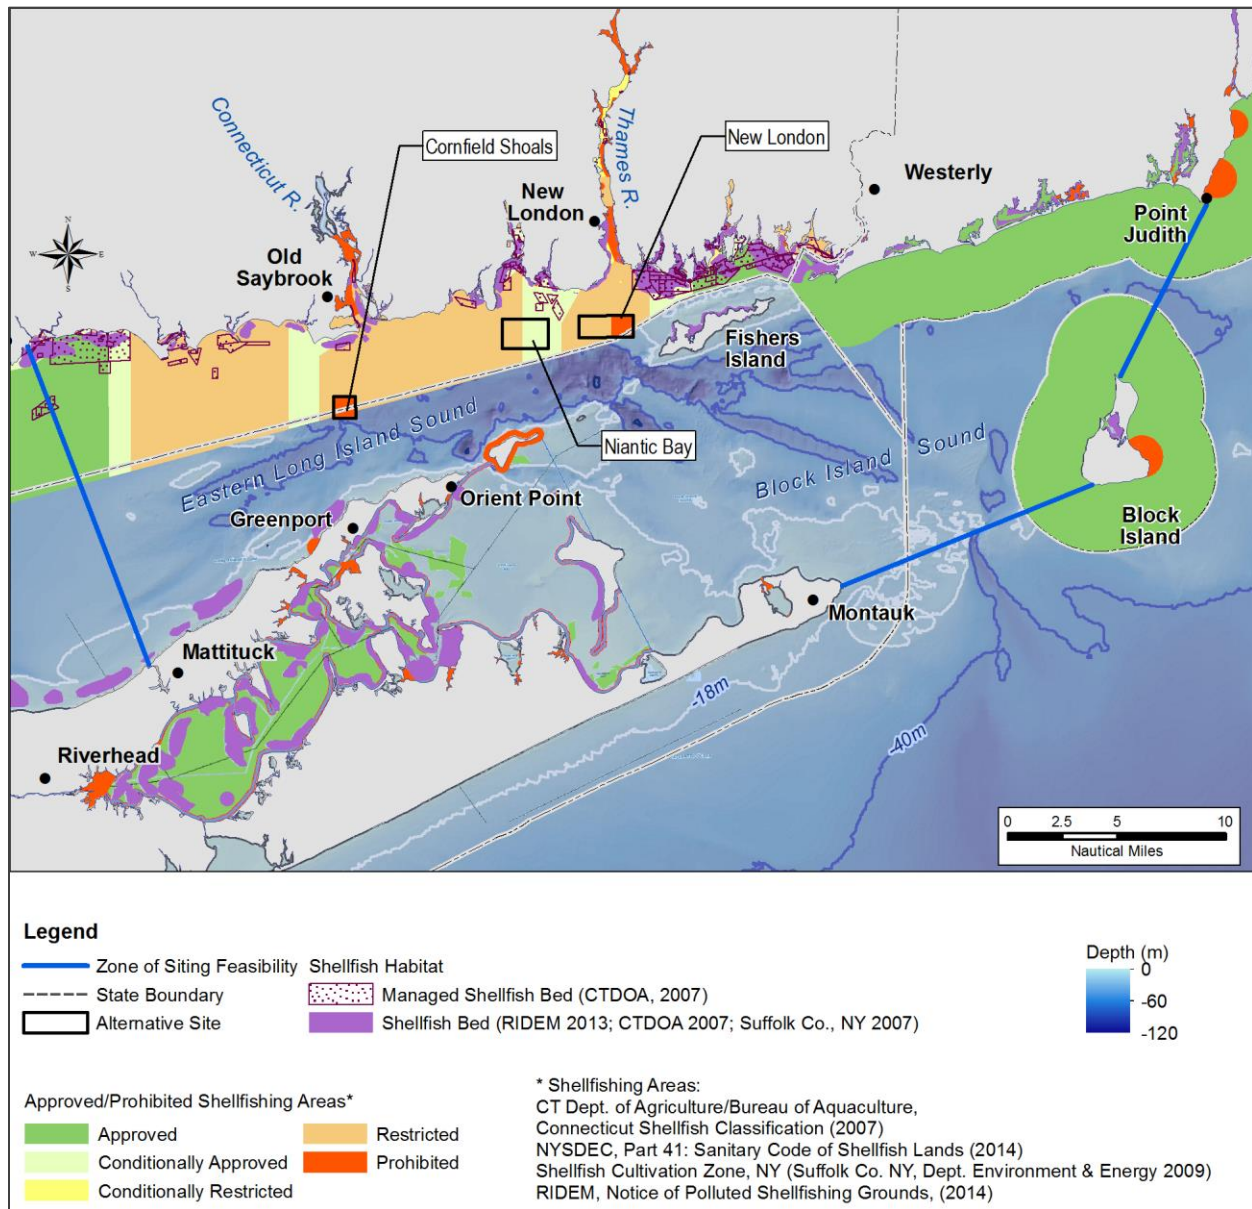 Connecticut R.
Cornfield Shoals
Thames R.
New London
New
London
Westerly
Point
Judith
N
W
E
S
Old
Saybrook
Fishers
Island
Eastern Long Island Sound
Niantic Bay
Block Island Sound
Orient Point
Greenport
Block
Island
Montauk
Mattituck
-18m
-40m
Riverhead
0 2.5 5 10
Nautical Miles
Legend
Zone of Siting Feasibility
State Boundary
Alternative Site
Shellfish Habitat
Managed Shellfish Bed (CTDOA, 2007)
Shellfish Bed (RIDEM 2013; CTDOA 2007; Suffolk Co., NY 2007)
Depth (m)
0
-60
-120
Approved/Prohibited Shellfishing Areas*
Approved
Conditionally Approved
Conditionally Restricted
Restricted
Prohibited
* Shellfishing Areas:
CT Dept. of Agriculture/Bureau of Aquaculture,
Connecticut Shellfish Classification (2007)
NYSDEC, Part 41: Sanitary Code of Shellfish Lands (2014)
Shellfish Cultivation Zone, NY (Suffolk Co. NY, Dept. Environment & Energy 2009)
RIDEM, Notice of Polluted Shellfishing Grounds, (2014)